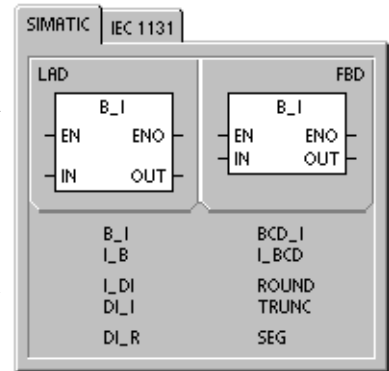 SIMATIC IEC 1131
LAD FBD
B_I B_I
EN ENO EN ENO
IN OUT IN OUT
B_I BCD_I
I_B I_BCD
I_DI ROUND
DI_I TRUNC
DI_R SEG